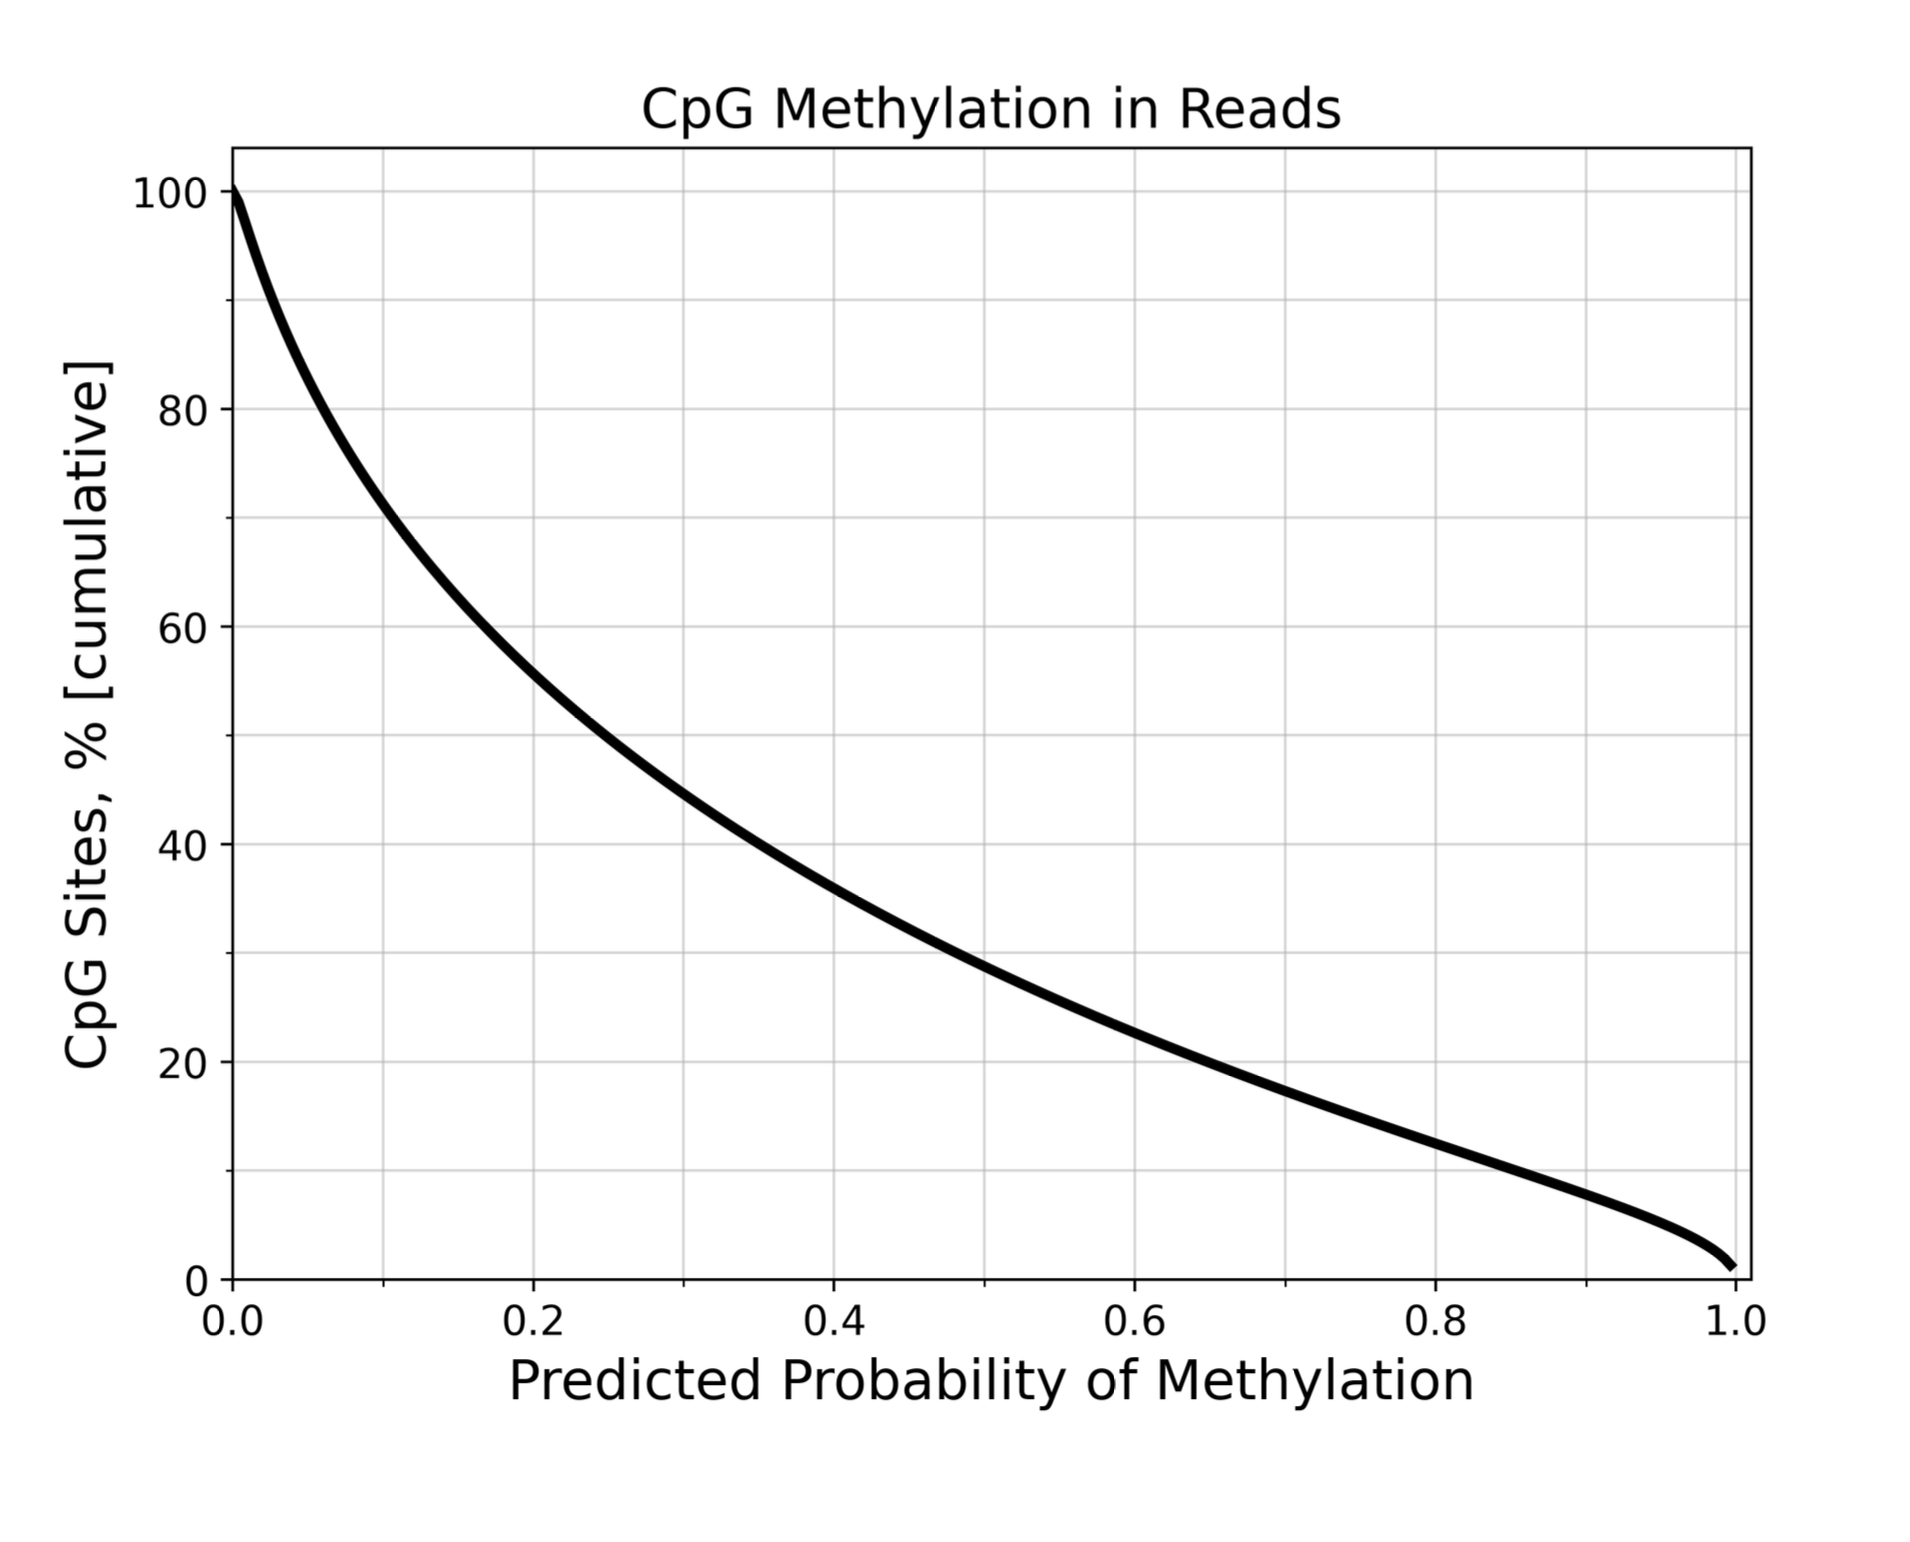 CpG Methylation in Reads
CpG Sites, % [cumulative]
100
80
60
40
20
0
0.0 0.2 0.4 0.6 0.8 1.0
Predicted Probability of Methylation